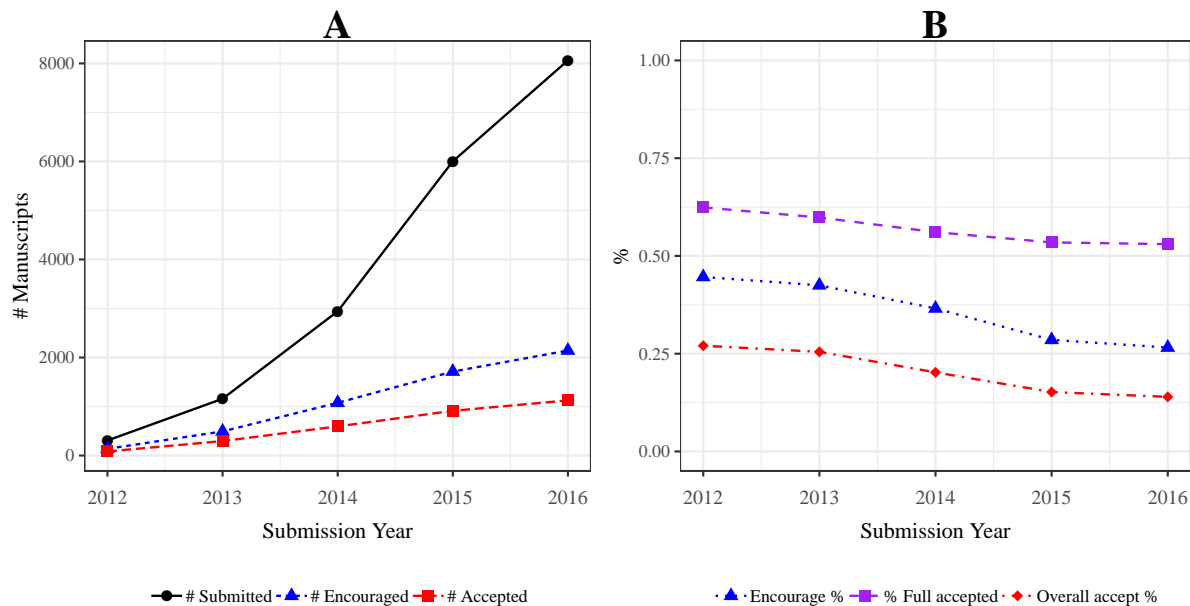 A
B
8000
6000
4000
2000
0
# Manuscripts
2012 2013 2014 2015 2016
Submission Year
# Submitted # Encouraged # Accepted
1.00
0.75
0.50
0.25
0.00
%
2012 2013 2014 2015 2016
Submission Year
Encourage % % Full accepted Overall accept %